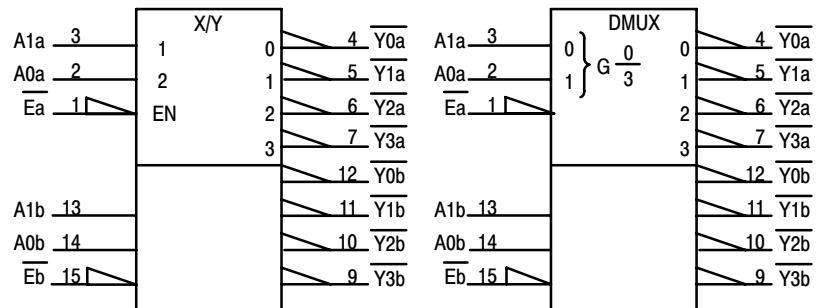 X/Y
A1a 3 1 0 4 Y0a
A0a 2 2 1 5 Y1a
Ea 1 EN 2 6 Y2a
3 7 Y3a
12 Y0b
A1b 13 11 Y1b
A0b 14 10 Y2b
Eb 15 9 Y3b
DMUX
A1a 3 0 } G 0/3 0 4 Y0a
A0a 2 1 1 5 Y1a
Ea 1 2 6 Y2a
3 7 Y3a
12 Y0b
A1b 13 11 Y1b
A0b 14 10 Y2b
Eb 15 9 Y3b